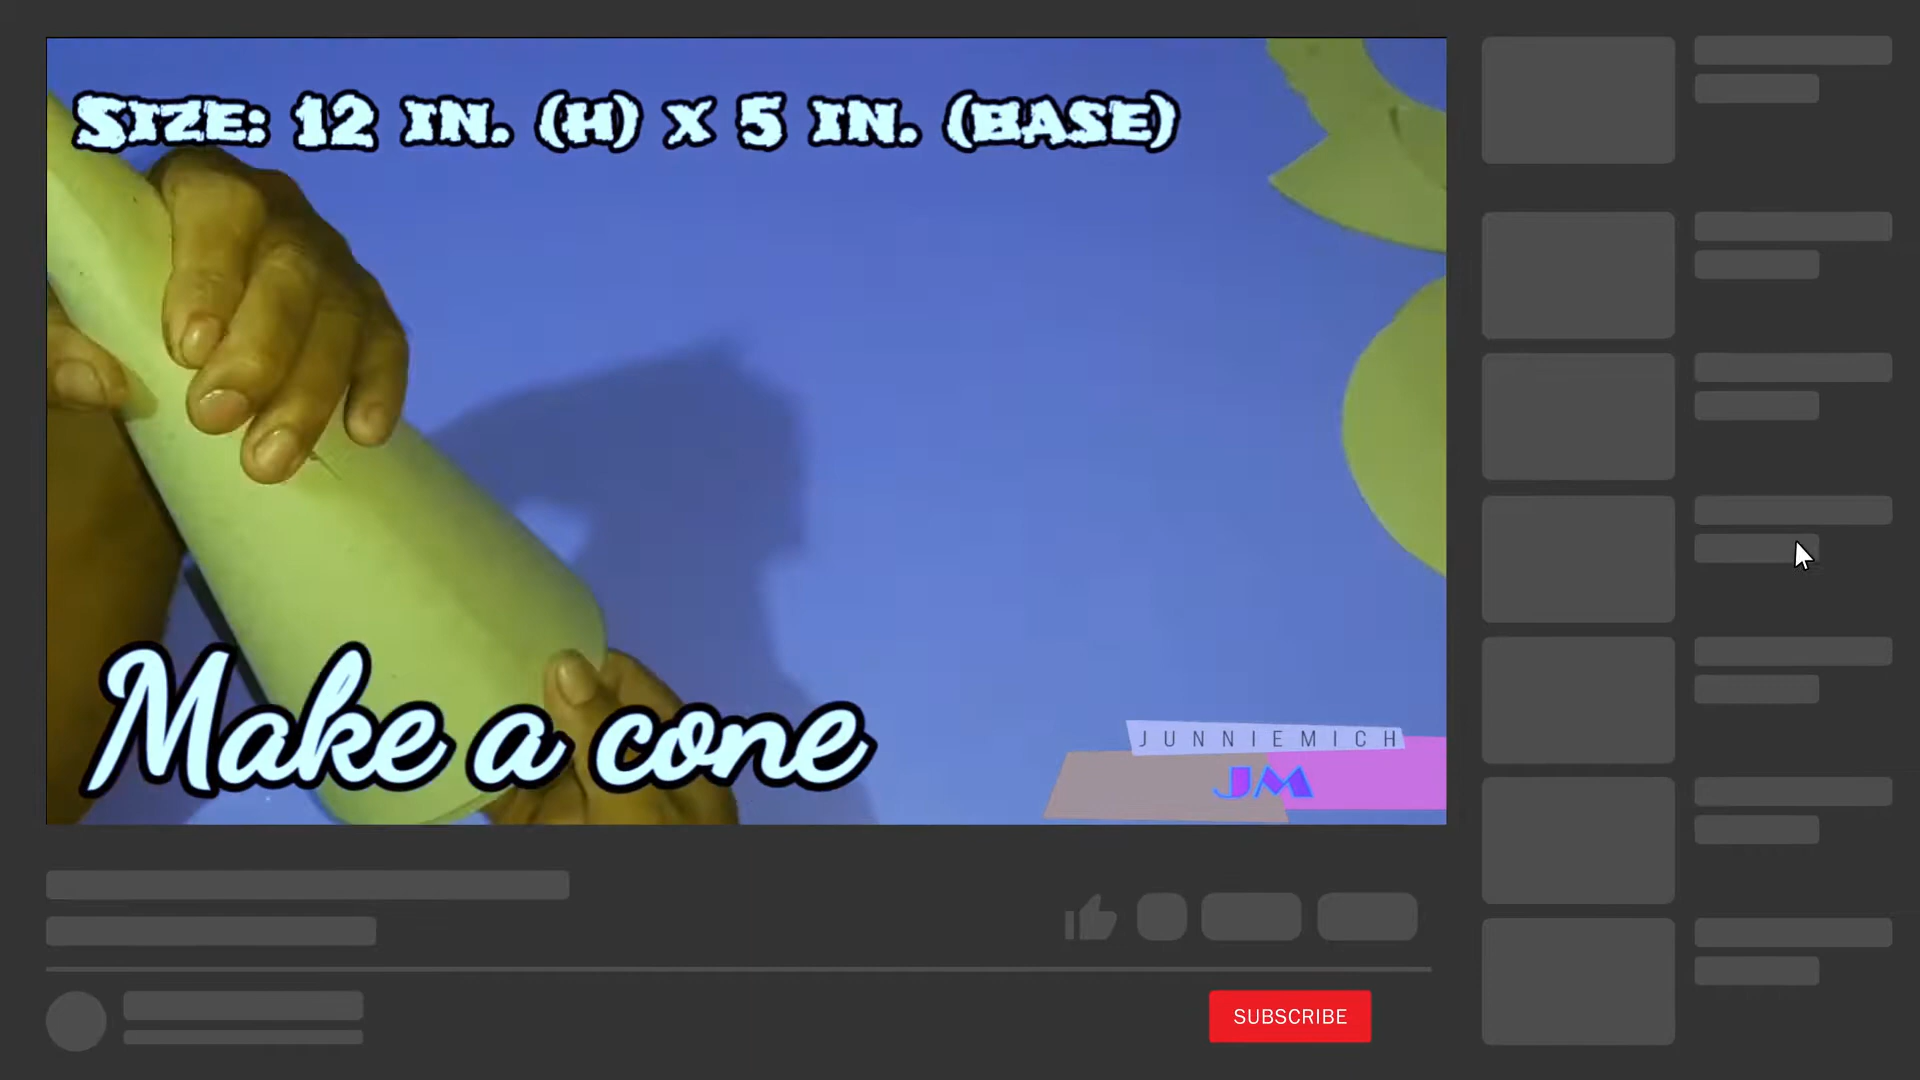 SIZE: 12 IN. (H) X 5 IN. (BASE)
Make a cone
JUNNIEMICH
JM
SUBSCRIBE